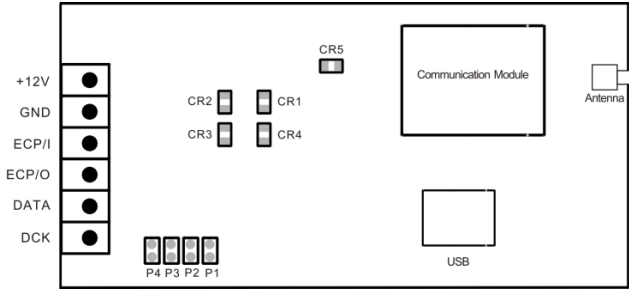 CR5
Communication Module
+12V
Antenna
CR2 CR1
GND
CR3 CR4
ECP/I
ECP/O
DATA
DCK
USB
P4 P3 P2 P1